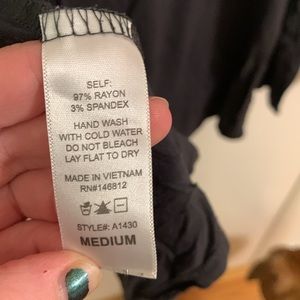 SELF:
97% RAYON
3% SPANDEX
HAND WASH
WITH COLD WATER
DO NOT BLEACH
LAY FLAT TO DRY
MADE IN VIETNAM
RN#146812
STYLE#: A1430
MEDIUM